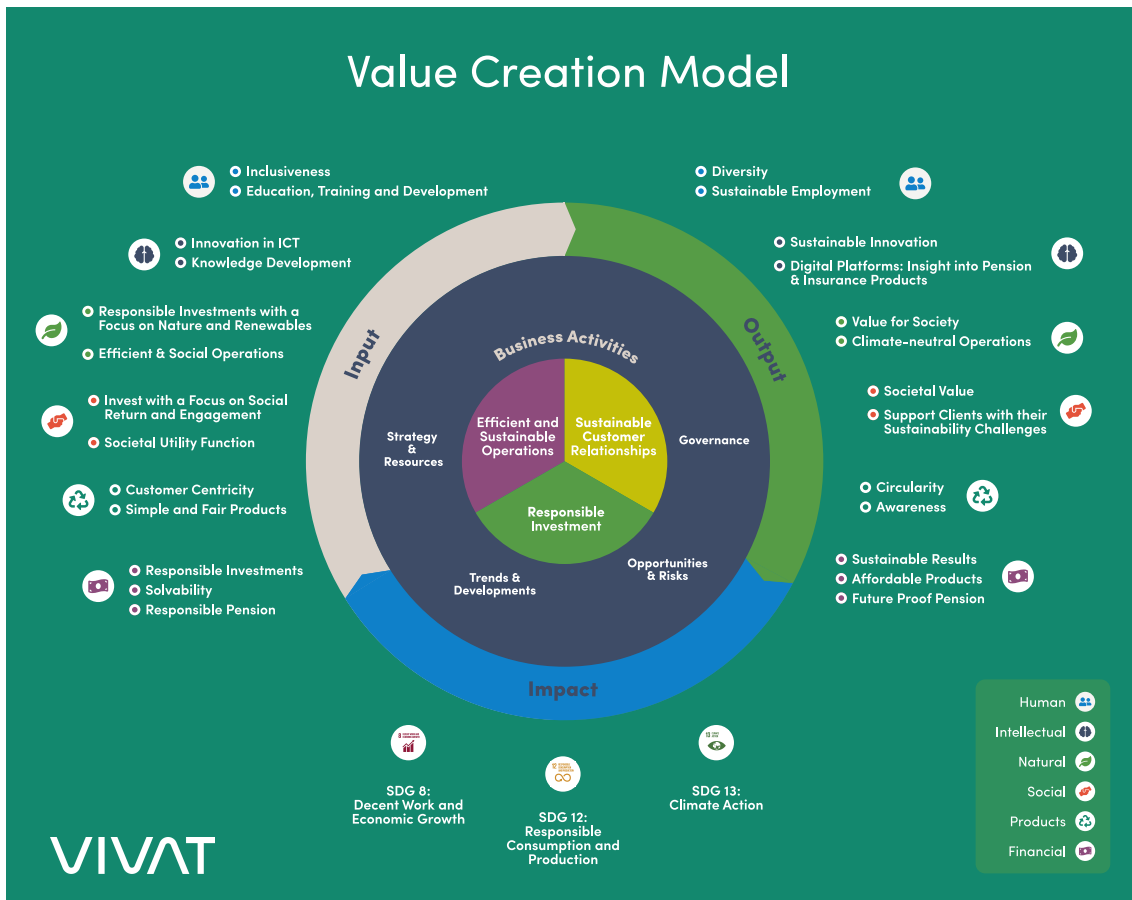 Value Creation Model
Inclusiveness
Education, Training and Development
Innovation in ICT
Knowledge Development
Responsible Investments with a
Focus on Nature and Renewables
Efficient & Social Operations
Invest with a Focus on Social
Return and Engagement
Societal Utility Function
Customer Centricity
Simple and Fair Products
Responsible Investments
Solvability
Responsible Pension
Diversity
Sustainable Employment
Sustainable Innovation
Digital Platforms: Insight into Pension
& Insurance Products
Value for Society
Climate-neutral Operations
Societal Value
Support Clients with their
Sustainability Challenges
Circularity
Awareness
Sustainable Results
Affordable Products
Future Proof Pension
Input
Output
Impact
Business Activities
Efficient and
Sustainable
Operations
Sustainable
Customer
Relationships
Responsible
Investment
Strategy
&
Resources
Governance
Trends &
Developments
Opportunities
& Risks
SDG 8:
Decent Work and
Economic Growth
SDG 12:
Responsible
Consumption and
Production
SDG 13:
Climate Action
Human
Intellectual
Natural
Social
Products
Financial
VIVAT